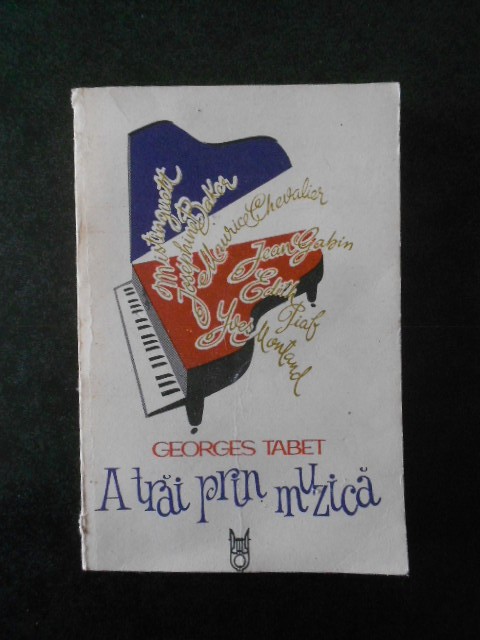 Mistinguett
Josephine Baker
Maurice Chevalier
Jean Gabin
Edith Piaf
Yves Montand
GEORGES TABET
A trăi prin muzică